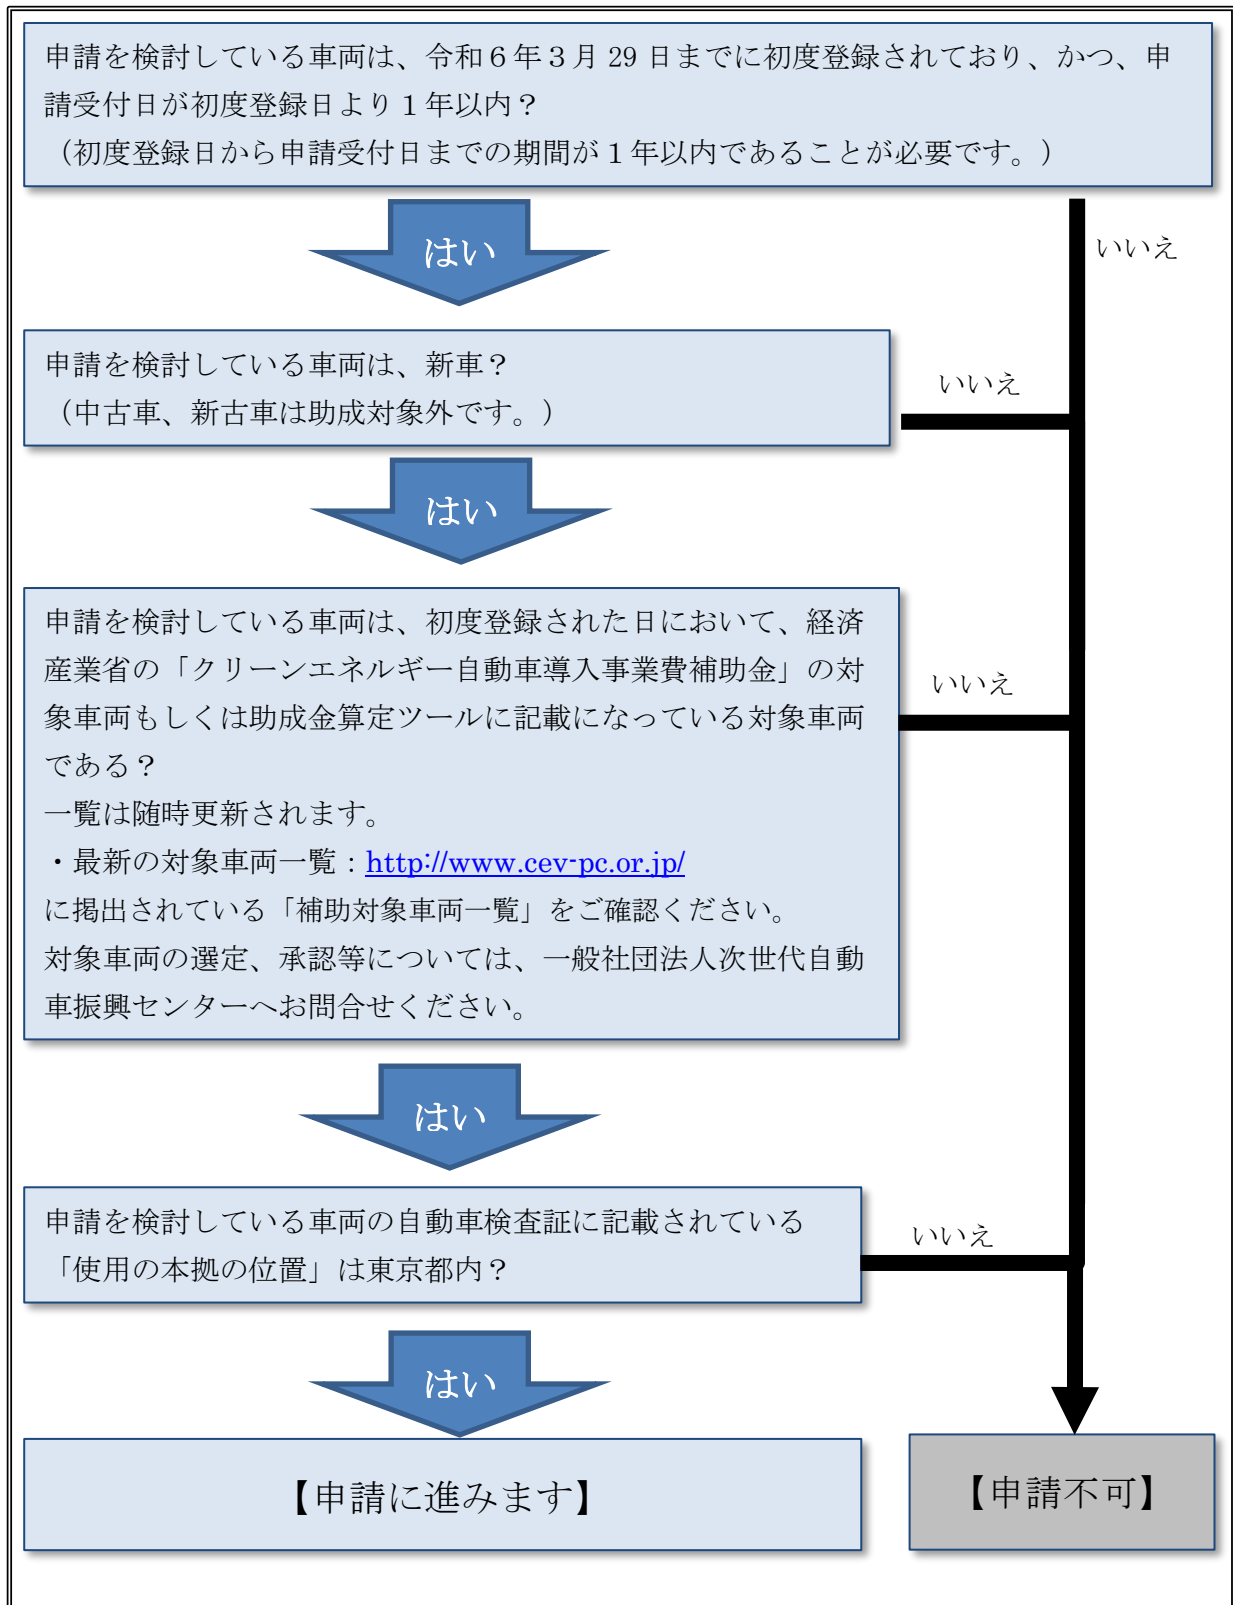 申請を検討している車両は、令和６年３月 29 日までに初度登録されており、かつ、申
請受付日が初度登録日より１年以内？
（初度登録日から申請受付日までの期間が１年以内であることが必要です。）
はい
いいえ
申請を検討している車両は、新車？
（中古車、新古車は助成対象外です。）
いいえ
はい
申請を検討している車両は、初度登録された日において、経済
産業省の「クリーンエネルギー自動車導入事業費補助金」の対
象車両もしくは助成金算定ツールに記載になっている対象車両
である？
一覧は随時更新されます。
・最新の対象車両一覧：http://www.cev-pc.or.jp/
に掲出されている「補助対象車両一覧」をご確認ください。
対象車両の選定、承認等については、一般社団法人次世代自動
車振興センターへお問合せください。
いいえ
はい
申請を検討している車両の自動車検査証に記載されている
「使用の本拠の位置」は東京都内？
いいえ
はい
【申請に進みます】
【申請不可】